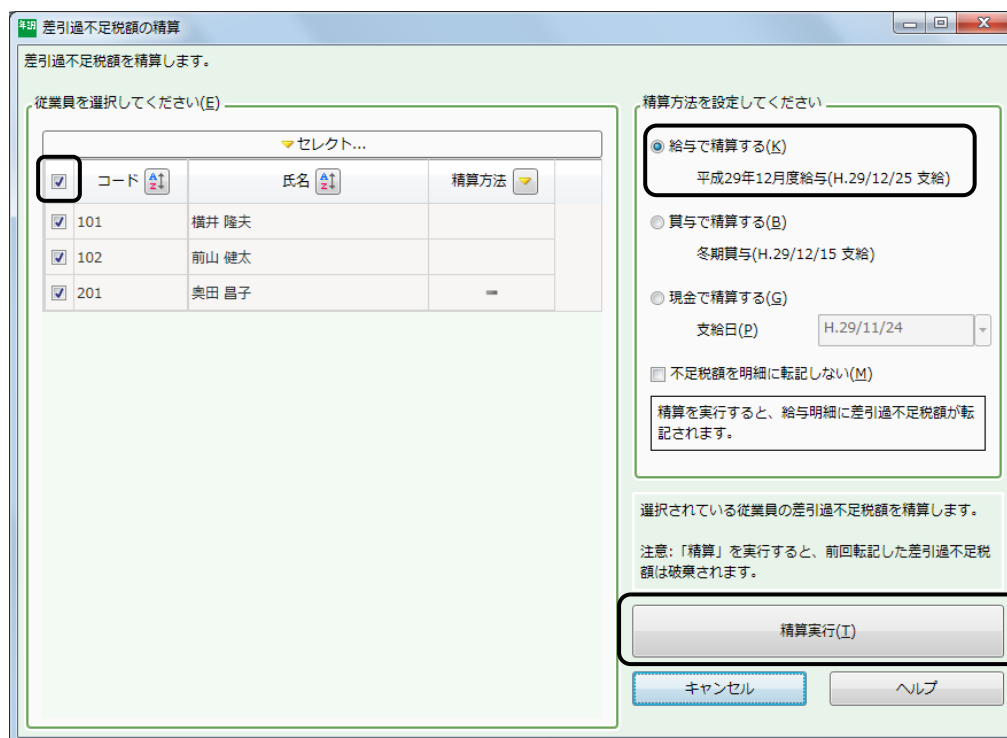 年調 差引過不足税額の精算
差引過不足税額を精算します。
従業員を選択してください(E)
▼セレクト...
コード 氏名 精算方法
101 横井 隆夫
102 前山 健太
201 奥田 昌子 -
精算方法を設定してください
給与で精算する(K)
平成29年12月度給与(H.29/12/25 支給)
賞与で精算する(B)
冬期賞与(H.29/12/15 支給)
現金で精算する(G)
支給日(P) H.29/11/24
不足税額を明細に転記しない(M)
精算を実行すると、給与明細に差引過不足税額が転
記されます。
選択されている従業員の差引過不足税額を精算します。
注意:「精算」を実行すると、前回転記した差引過不足税
額は破棄されます。
精算実行(T)
キャンセル ヘルプ